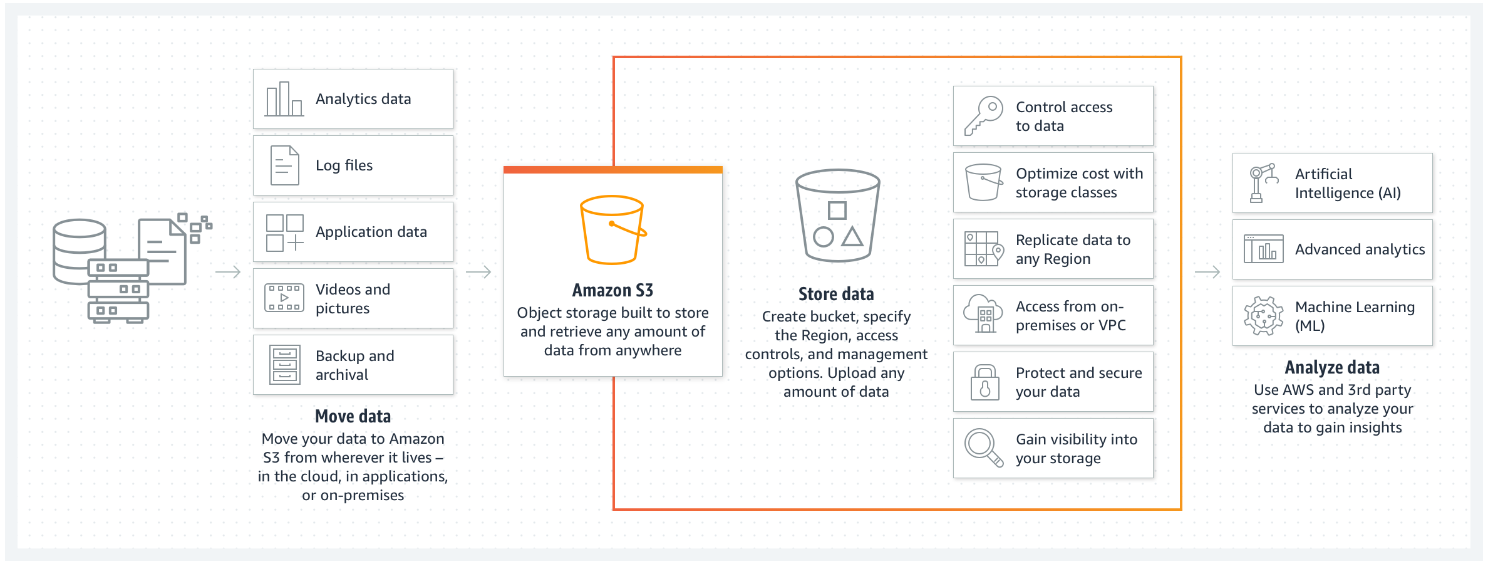 Analytics data
Log files
Application data
Videos and
pictures
Backup and
archival
Move data
Move your data to Amazon
S3 from wherever it lives –
in the cloud, in applications,
or on-premises
Amazon S3
Object storage built to store
and retrieve any amount of
data from anywhere
Store data
Create bucket, specify
the Region, access
controls, and management
options. Upload any
amount of data
Control access
to data
Optimize cost with
storage classes
Replicate data to
any Region
Access from on-
premises or VPC
Protect and secure
your data
Gain visibility into
your storage
Artificial
Intelligence (AI)
Advanced analytics
Machine Learning
(ML)
Analyze data
Use AWS and 3rd party
services to analyze your
data to gain insights